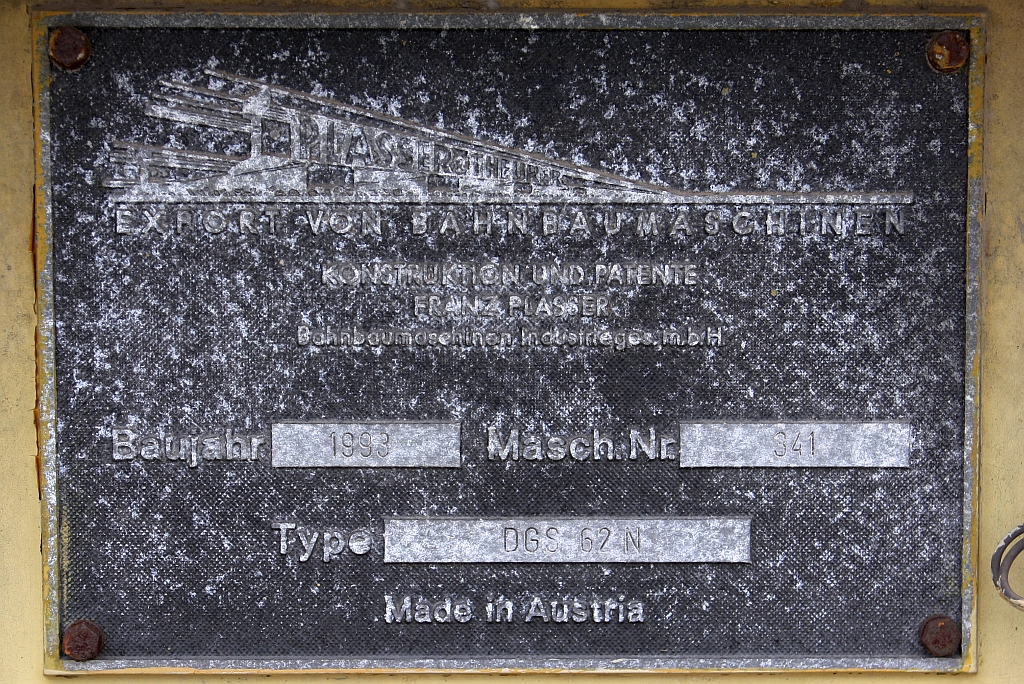 PLASSER & THEURER
EXPORT VON BAHNBAUMASCHINEN
KONSTRUKTION UND PATENTE
FRANZ PLASSER
Bahnbaumaschinen Industrieges.m.b.H.
Baujahr 1993 Masch.Nr. 341
Type DGS 62 N
Made in Austria